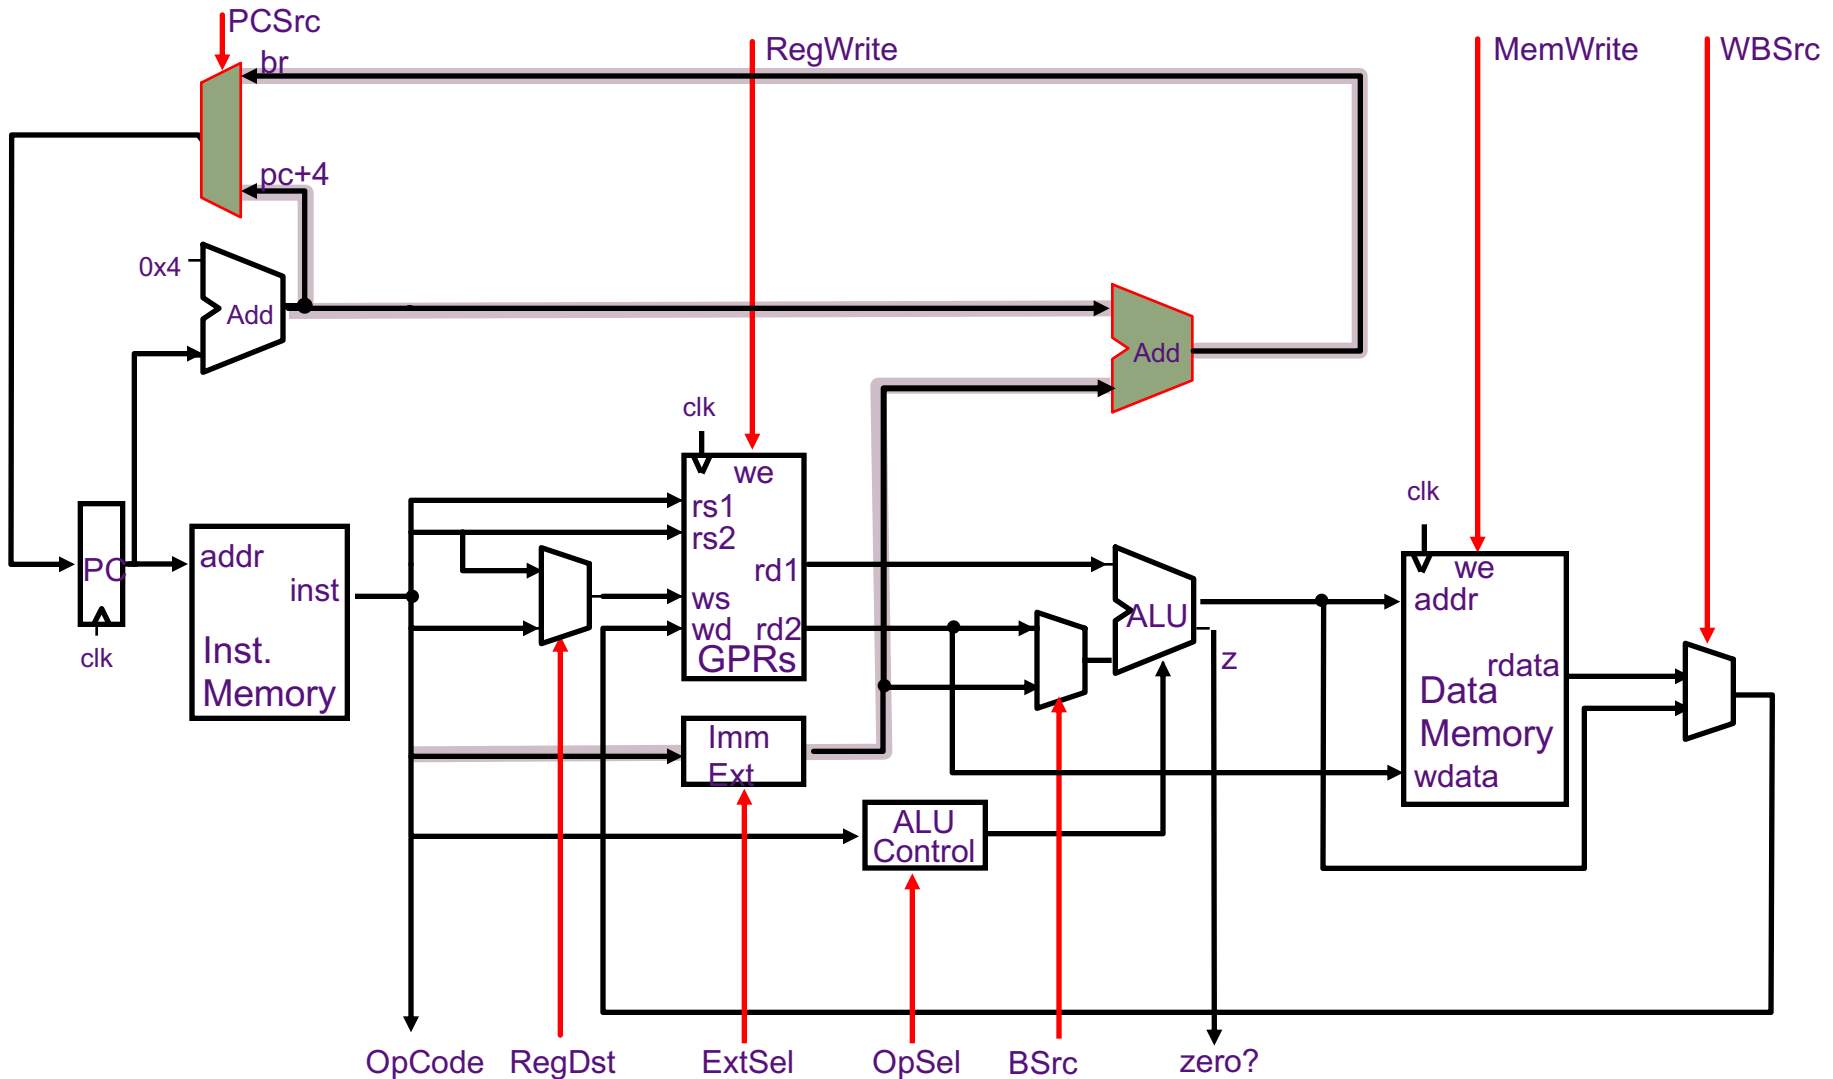 PCSrc
br
RegWrite
MemWrite
WBSrc
pc+4
0x4
Add
Add
clk
we
rs1
rs2
rd1
ws
wd
rd2
GPRs
PC
clk
addr
inst
Inst.
Memory
ALU
z
clk
we
addr
rdata
Data
Memory
wdata
Imm
Ext
ALU
Control
OpCode
RegDst
ExtSel
OpSel
BSrc
zero?